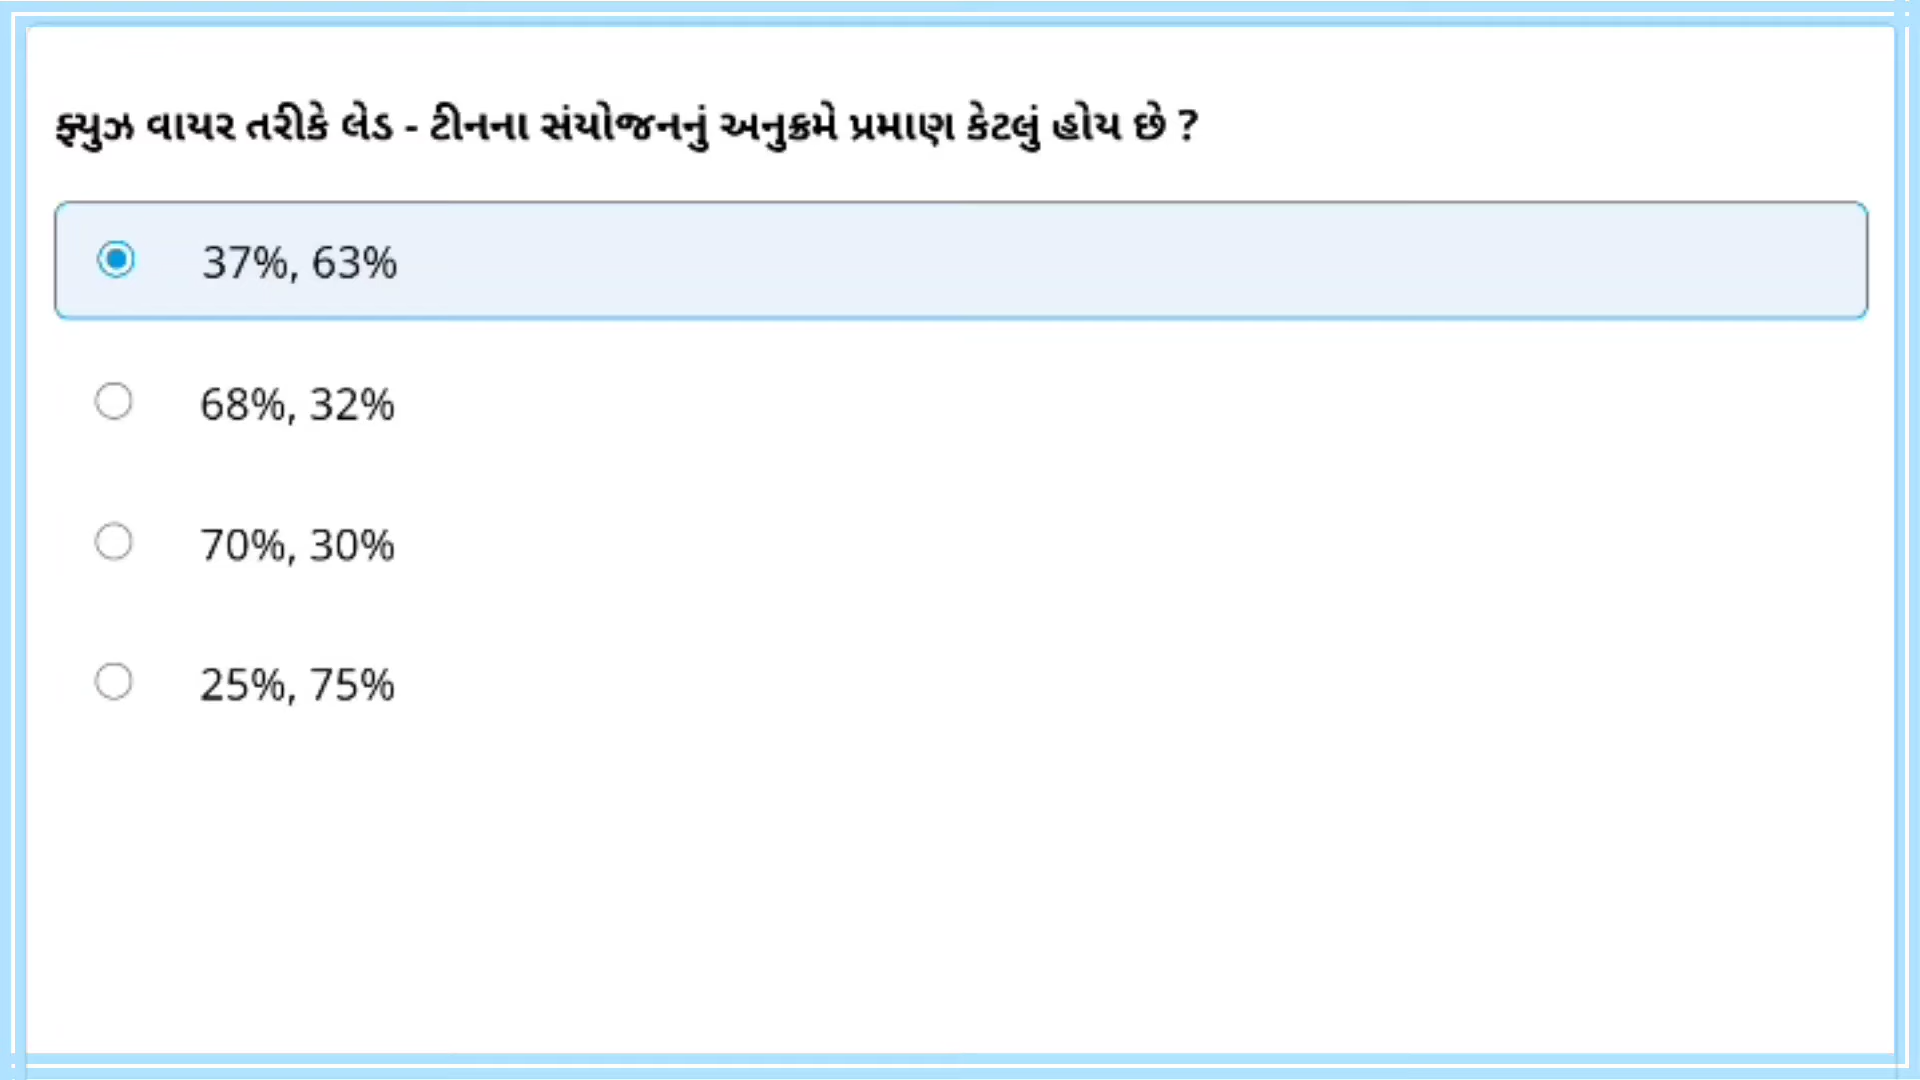 ફ્યુઝ વાયર તરીકે લેડ - ટીનના સંયોજનનું અનુક્રમે પ્રમાણ કેટલું હોય છે ?
37%, 63%
68%, 32%
70%, 30%
25%, 75%